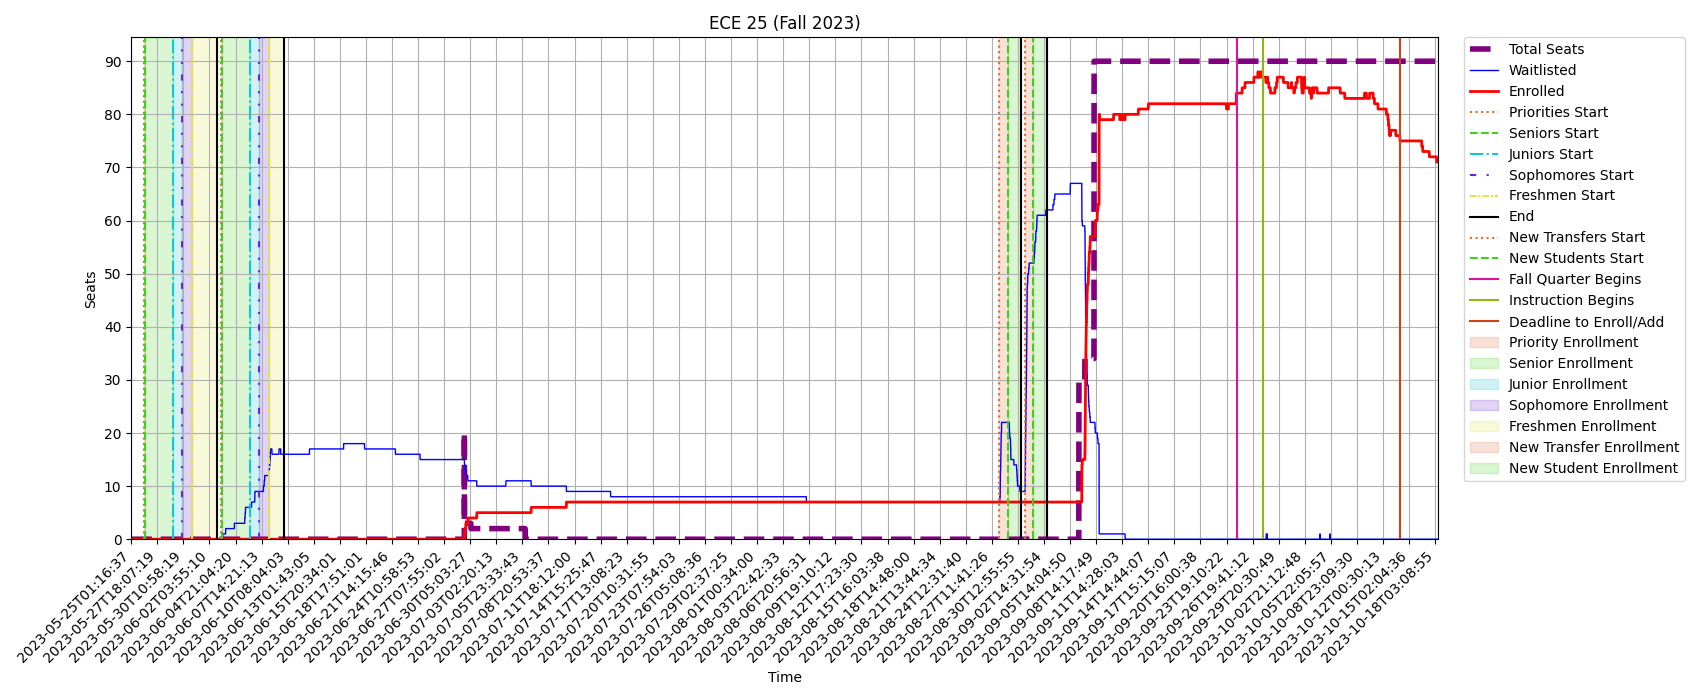 ECE 25 (Fall 2023)
Seats
90
80
70
60
50
40
30
20
10
0
2023-05-25T01:16:37
2023-05-27T18:07:19
2023-05-30T10:58:19
2023-06-02T03:55:10
2023-06-04T21:04:20
2023-06-07T14:21:13
2023-06-10T08:04:03
2023-06-13T01:43:05
2023-06-15T20:34:01
2023-06-18T17:51:01
2023-06-21T14:15:46
2023-06-24T10:58:53
2023-06-27T07:55:02
2023-06-30T05:03:27
2023-07-03T02:20:13
2023-07-05T23:33:43
2023-07-08T20:53:37
2023-07-11T18:12:00
2023-07-14T15:25:47
2023-07-17T13:08:23
2023-07-20T10:31:55
2023-07-23T07:54:03
2023-07-26T05:08:36
2023-07-29T02:37:25
2023-08-01T00:34:00
2023-08-03T22:42:33
2023-08-06T20:56:31
2023-08-09T19:10:12
2023-08-12T17:23:30
2023-08-15T16:03:38
2023-08-18T14:48:00
2023-08-21T13:44:34
2023-08-24T12:31:40
2023-08-27T11:41:26
2023-08-30T12:55:55
2023-09-02T14:31:54
2023-09-05T14:04:50
2023-09-08T14:17:49
2023-09-11T14:28:03
2023-09-14T14:44:07
2023-09-17T15:15:07
2023-09-20T16:00:38
2023-09-23T19:10:22
2023-09-26T19:41:12
2023-09-29T20:30:49
2023-10-02T21:12:48
2023-10-05T22:05:57
2023-10-08T23:09:30
2023-10-12T00:30:13
2023-10-15T02:04:36
2023-10-18T03:08:55
Time
Total Seats
Waitlisted
Enrolled
Priorities Start
Seniors Start
Juniors Start
Sophomores Start
Freshmen Start
End
New Transfers Start
New Students Start
Fall Quarter Begins
Instruction Begins
Deadline to Enroll/Add
Priority Enrollment
Senior Enrollment
Junior Enrollment
Sophomore Enrollment
Freshmen Enrollment
New Transfer Enrollment
New Student Enrollment